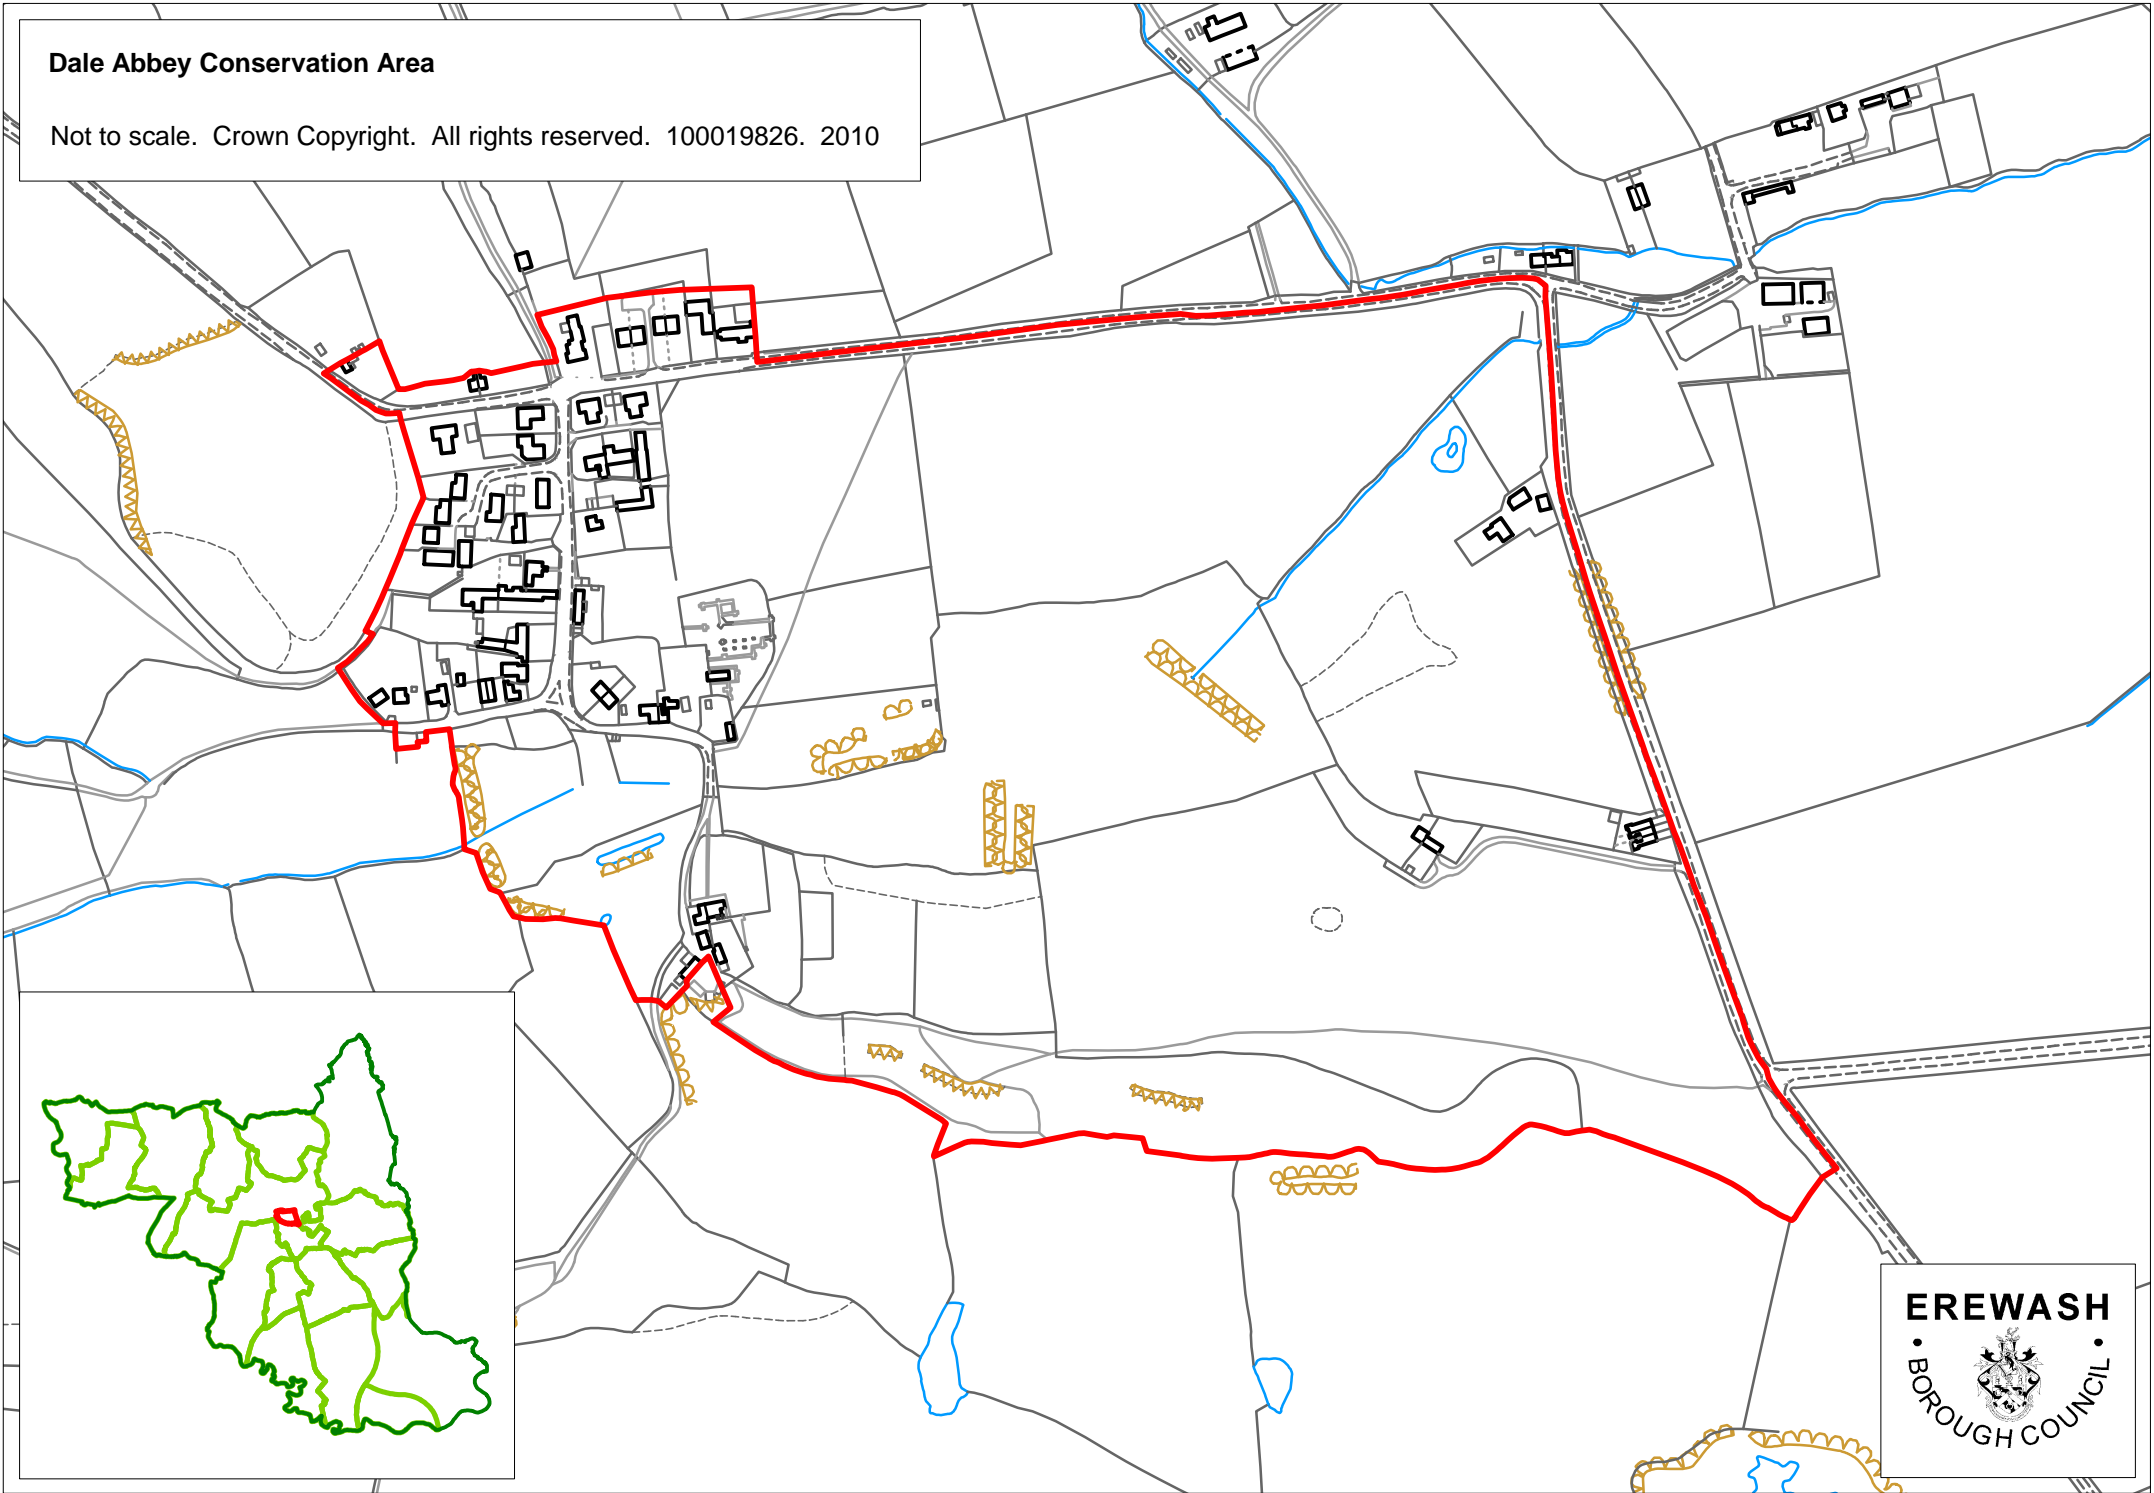 Dale Abbey Conservation Area
Not to scale. Crown Copyright. All rights reserved. 100019826. 2010
EREWASH
• BOROUGH COUNCIL •